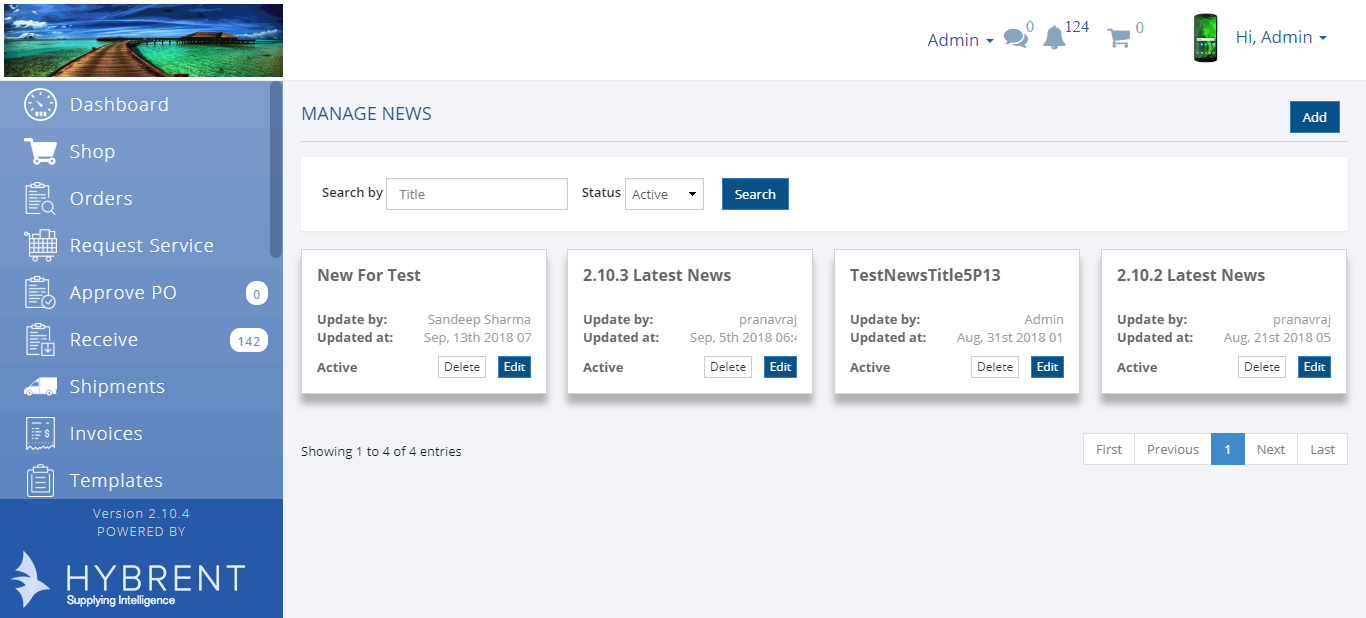 Admin 0 124 0 Hi, Admin
Dashboard
Shop
Orders
Request Service
Approve PO 0
Receive 142
Shipments
Invoices
Templates
Version 2.10.4
POWERED BY
HYBRENT
Supplying Intelligence
MANAGE NEWS Add
Search by Title Status Active Search
New For Test
Update by: Sandeep Sharma
Updated at: Sep, 13th 2018 07
Active Delete Edit
2.10.3 Latest News
Update by: pranavraj
Updated at: Sep, 5th 2018 06:4
Active Delete Edit
TestNewsTitle5P13
Update by: Admin
Updated at: Aug, 31st 2018 01
Active Delete Edit
2.10.2 Latest News
Update by: pranavraj
Updated at: Aug, 21st 2018 05
Active Delete Edit
Showing 1 to 4 of 4 entries First Previous 1 Next Last